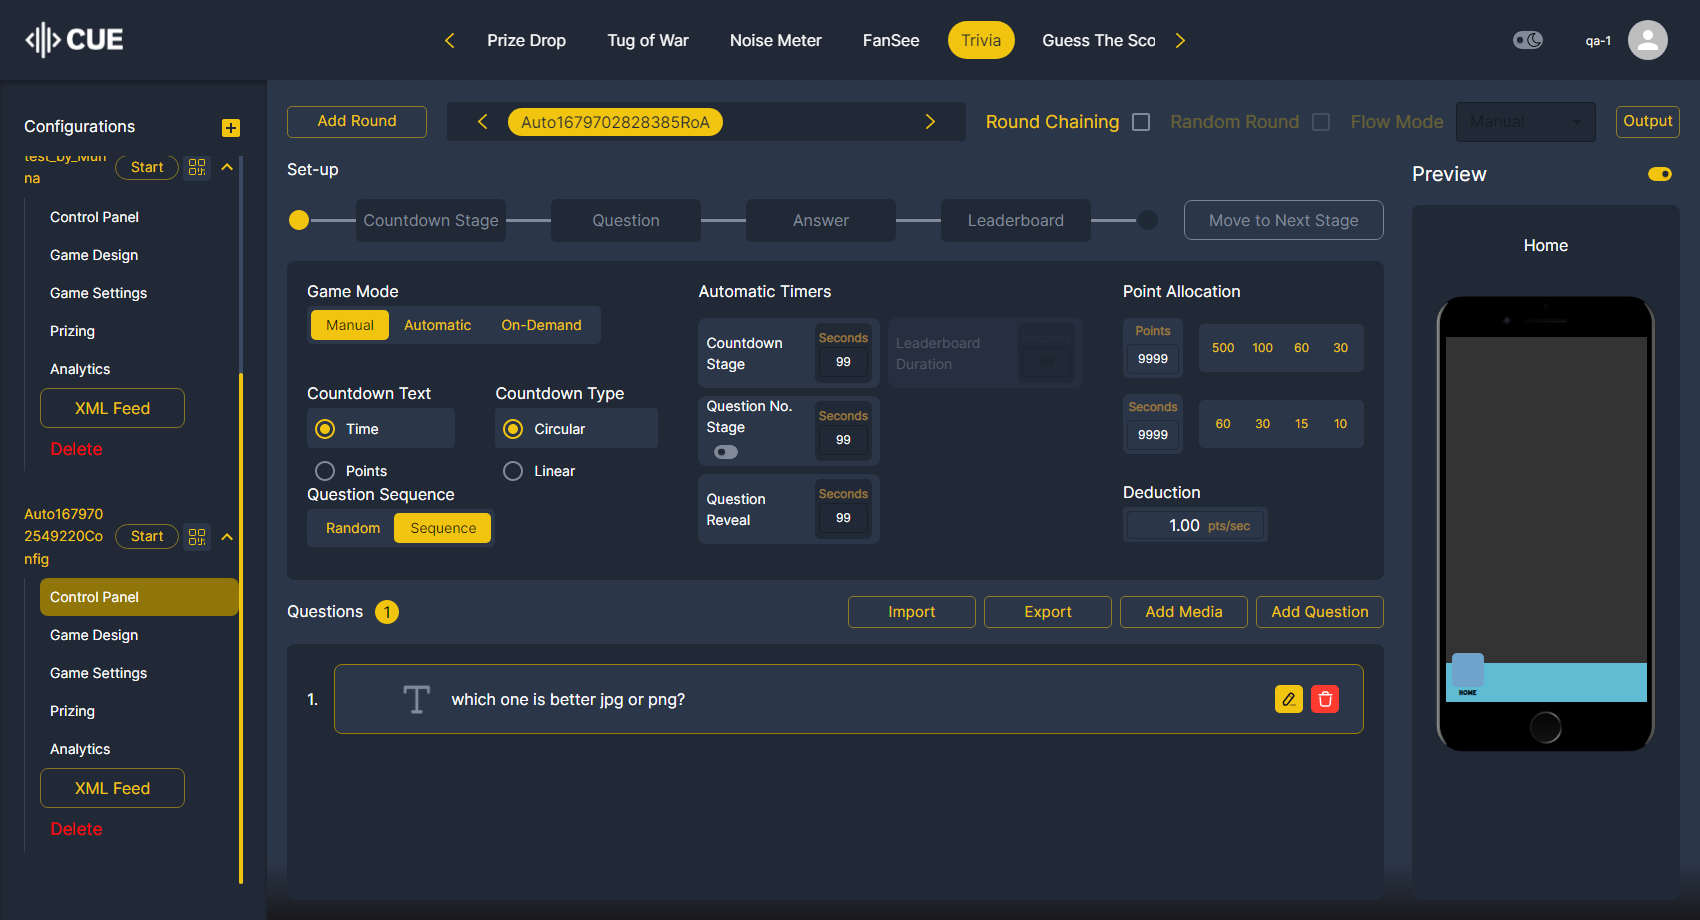 CUE
Prize Drop
Tug of War
Noise Meter
FanSee
Trivia
Guess The Sco
qa-1
Configurations
test_by_Mun
na
Start
Control Panel
Game Design
Game Settings
Prizing
Analytics
XML Feed
Delete
Auto167970
2549220Co
nfig
Start
Control Panel
Game Design
Game Settings
Prizing
Analytics
XML Feed
Delete
Add Round
Auto1679702828385RoA
Round Chaining
Random Round
Flow Mode
Manual
Output
Set-up
Countdown Stage
Question
Answer
Leaderboard
Move to Next Stage
Game Mode
Manual
Automatic
On-Demand
Countdown Text
Time
Points
Countdown Type
Circular
Linear
Question Sequence
Random
Sequence
Automatic Timers
Countdown
Stage
Seconds
99
Leaderboard
Duration
Seconds
99
Question No.
Stage
Seconds
99
Question
Reveal
Seconds
99
Point Allocation
Points
9999
500
100
60
30
Seconds
9999
60
30
15
10
Deduction
1.00 pts/sec
Questions 1
Import
Export
Add Media
Add Question
1.
which one is better jpg or png?
Preview
Home
HOME